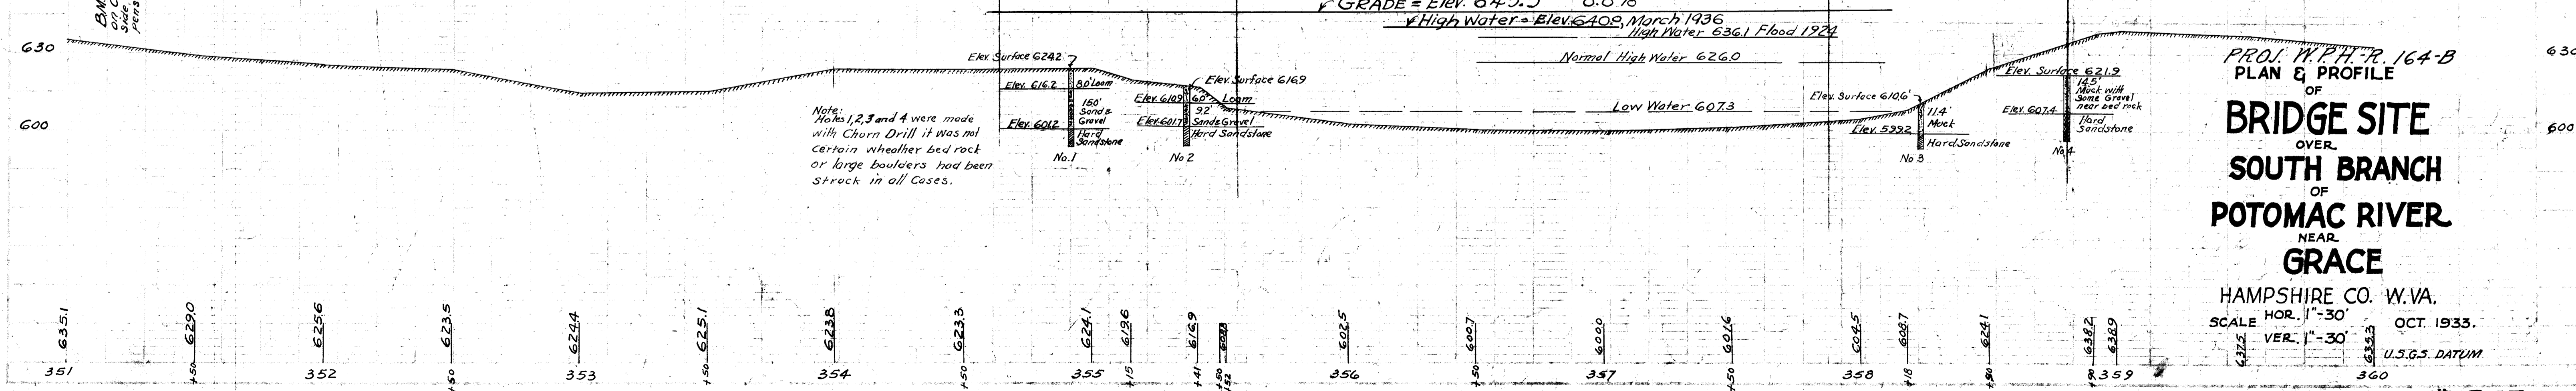 GRADE = Elev. 
High Water = Elev. 640.8, March 1936
High Water 636.1 Flood 1924
Normal High Water 626.0
Low Water 607.3
630
600
630
600
Elev. Surface 624.2
Elev. 616.2
8.0' Loam
15.0'
Sand &
Gravel
Elev. 601.2
Hard
Sandstone
No. 1
Elev. Surface 616.9
Elev. 610.9
6.0'
Loam
9.2'
Elev. 601.7
Sand & Gravel
Hard Sandstone
No 2
Elev. Surface 610.6'
11.4'
Muck
Elev. 599.2
Hard Sandstone
No 3
Elev. Surface 621.9
14.5'
Muck with
Some Gravel
near bed rock
Elev. 607.4
Hard
Sandstone
No. 4
Note:
Holes 1, 2, 3 and 4 were made
with Churn Drill it was not
certain wheather bed rock
or large boulders had been
struck in all Cases.
PROJ. W.P.H.-R. 164-B
PLAN & PROFILE
OF
BRIDGE SITE
OVER
SOUTH BRANCH
OF
POTOMAC RIVER
NEAR
GRACE
HAMPSHIRE CO. W.VA.
SCALE HOR. 1"-30' OCT. 1933.
VER. 1"-30'
U.S.G.S. DATUM
635.1
629.0
625.6
623.5
624.4
625.1
623.8
623.3
624.1
619.6
616.9
602.5
600.7
600.0
601.6
604.5
608.7
624.1
638.2
638.9
637.5
635.3
351
+50
352
+50
353
+50
354
+50
355
+15
+41
+50
+52
356
+50
357
+50
358
+18
+50
+90
359
360